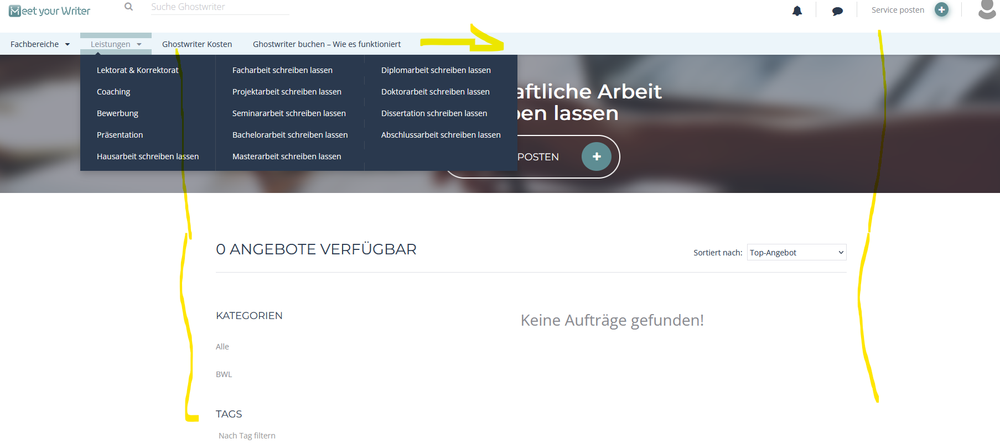 Meet your Writer
Suche Ghostwriter
Service posten
Fachbereiche
Leistungen
Ghostwriter Kosten
Ghostwriter buchen – Wie es funktioniert
Lektorat & Korrektorat
Coaching
Bewerbung
Präsentation
Hausarbeit schreiben lassen
Facharbeit schreiben lassen
Projektarbeit schreiben lassen
Seminararbeit schreiben lassen
Bachelorarbeit schreiben lassen
Masterarbeit schreiben lassen
Diplomarbeit schreiben lassen
Doktorarbeit schreiben lassen
Dissertation schreiben lassen
Abschlussarbeit schreiben lassen
aftliche Arbeit
en lassen
POSTEN
0 ANGEBOTE VERFÜGBAR
Sortiert nach: Top-Angebot
KATEGORIEN
Alle
BWL
TAGS
Nach Tag filtern
Keine Aufträge gefunden!